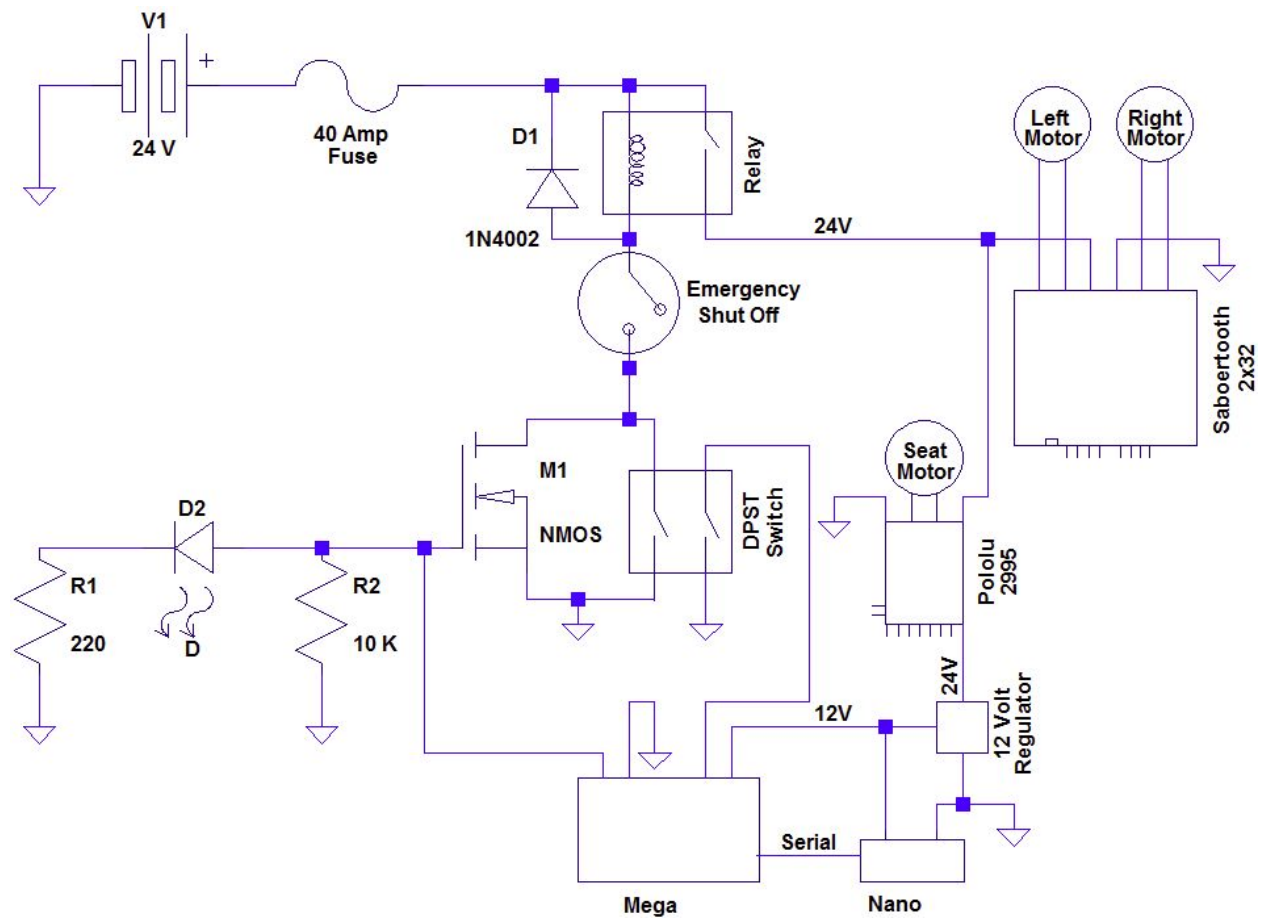 V1
+
24 V
40 Amp
Fuse
D1
1N4002
Relay
24V
Left
Motor
Right
Motor
Emergency
Shut Off
Saboertooth
2x32
M1
NMOS
DPST
Switch
Seat
Motor
Pololu
2995
D2
D
R1
220
R2
10 K
24V
12V
12 Volt
Regulator
Serial
Mega
Nano